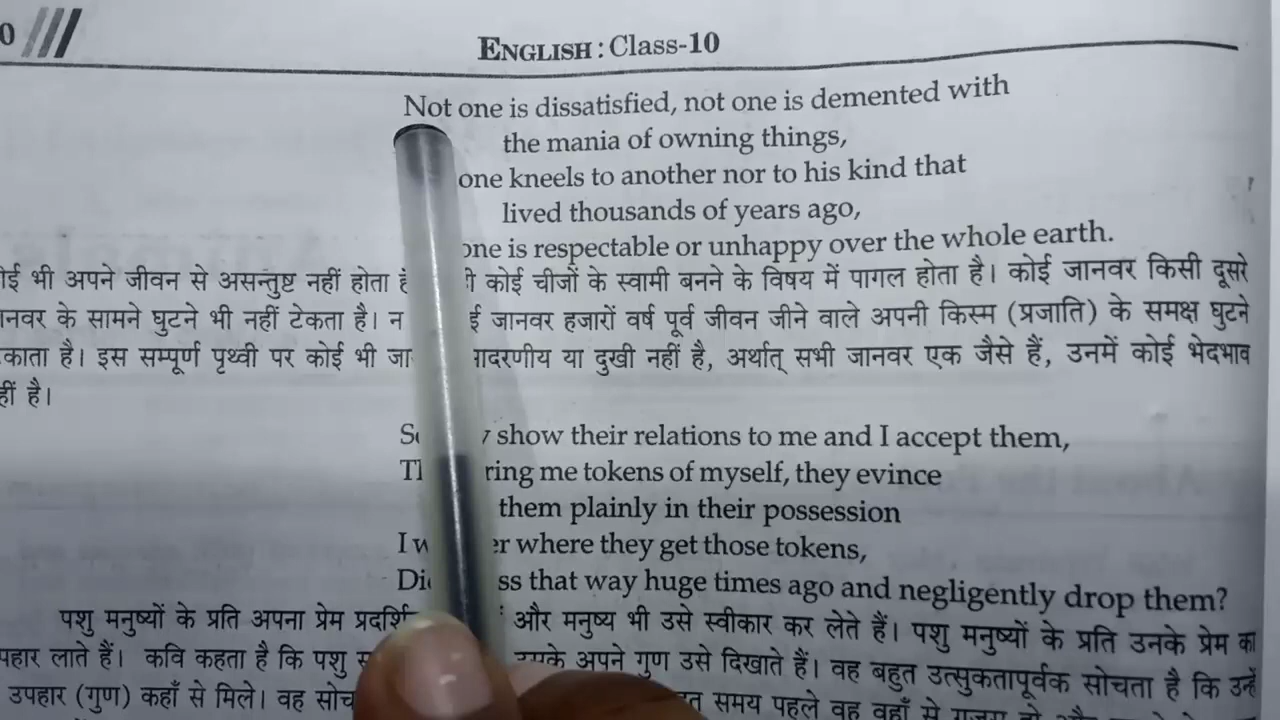 0
ENGLISH : Class-10
Not one is dissatisfied, not one is demented with
the mania of owning things,
one kneels to another nor to his kind that
lived thousands of years ago,
one is respectable or unhappy over the whole earth.
भी अपने जीवन से असन्तुष्ट नहीं होता कोई चीजों के स्वामी बनने के विषय में पागल होता है। कोई जानवर किसी दूसरे
के सामने घुटने भी नहीं टेकता है। न जानवर हजारों वर्ष पूर्व जीवन जीने वाले अपनी किस्म (प्रजाति) के समक्ष घुटने
है। इस सम्पूर्ण पृथ्वी पर कोई भी या दुखी नहीं है, अर्थात् सभी जानवर एक जैसे हैं, उनमें कोई भेदभाव
है।
show their relations to me and I accept them,
me tokens of myself, they evince
them plainly in their possession
I where they get those tokens,
that way huge times ago and negligently drop them?
पशु मनुष्यों के प्रति अपना प्रेम और मनुष्य भी उसे स्वीकार कर लेते हैं। पशु मनुष्यों के प्रति उनके प्रेम का
लाते हैं। कवि कहता है कि पशु अपने गुण उसे दिखाते हैं। वह बहुत उत्सुकतापूर्वक सोचता है कि उन्हें
उपहार (गुण) कहाँ से मिले। वह समय पहले वह वहाँ से